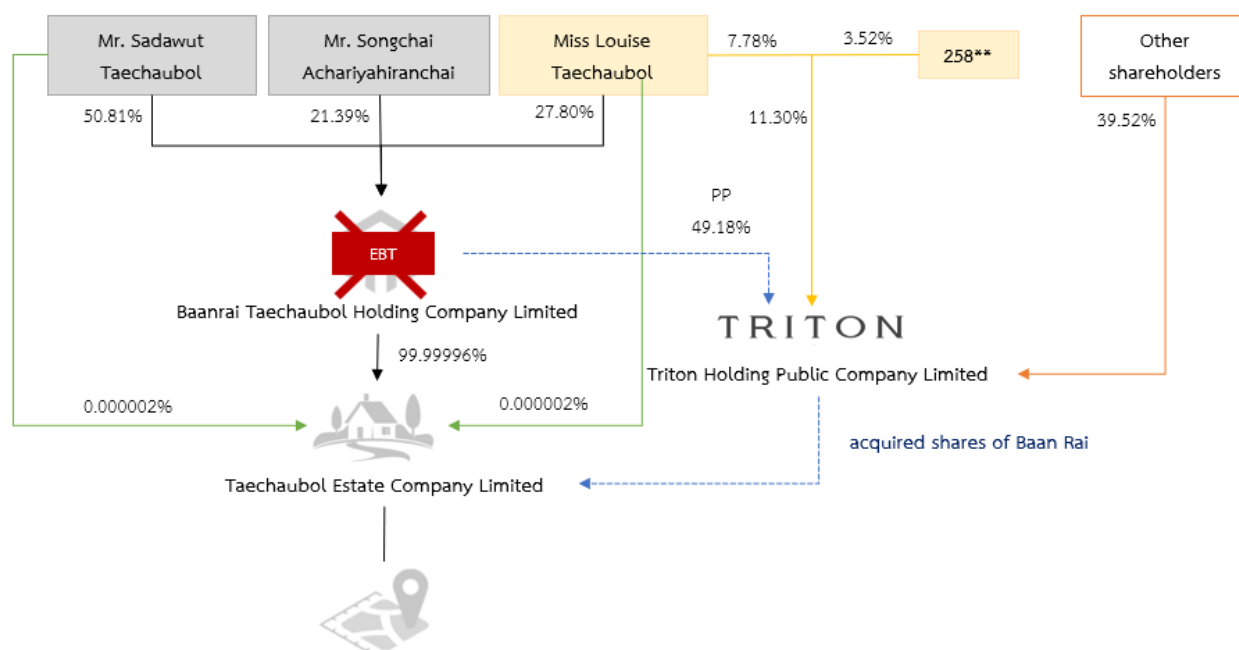 Mr. Sadawut
Taechaubol
Mr. Songchai
Achariyahiranchai
Miss Louise
Taechaubol
7.78%
3.52%
258**
Other
shareholders
50.81%
21.39%
27.80%
11.30%
39.52%
PP
49.18%
EBT
Baanrai Taechaubol Holding Company Limited
TRITON
Triton Holding Public Company Limited
99.99996%
0.000002%
0.000002%
acquired shares of Baan Rai
Taechaubol Estate Company Limited